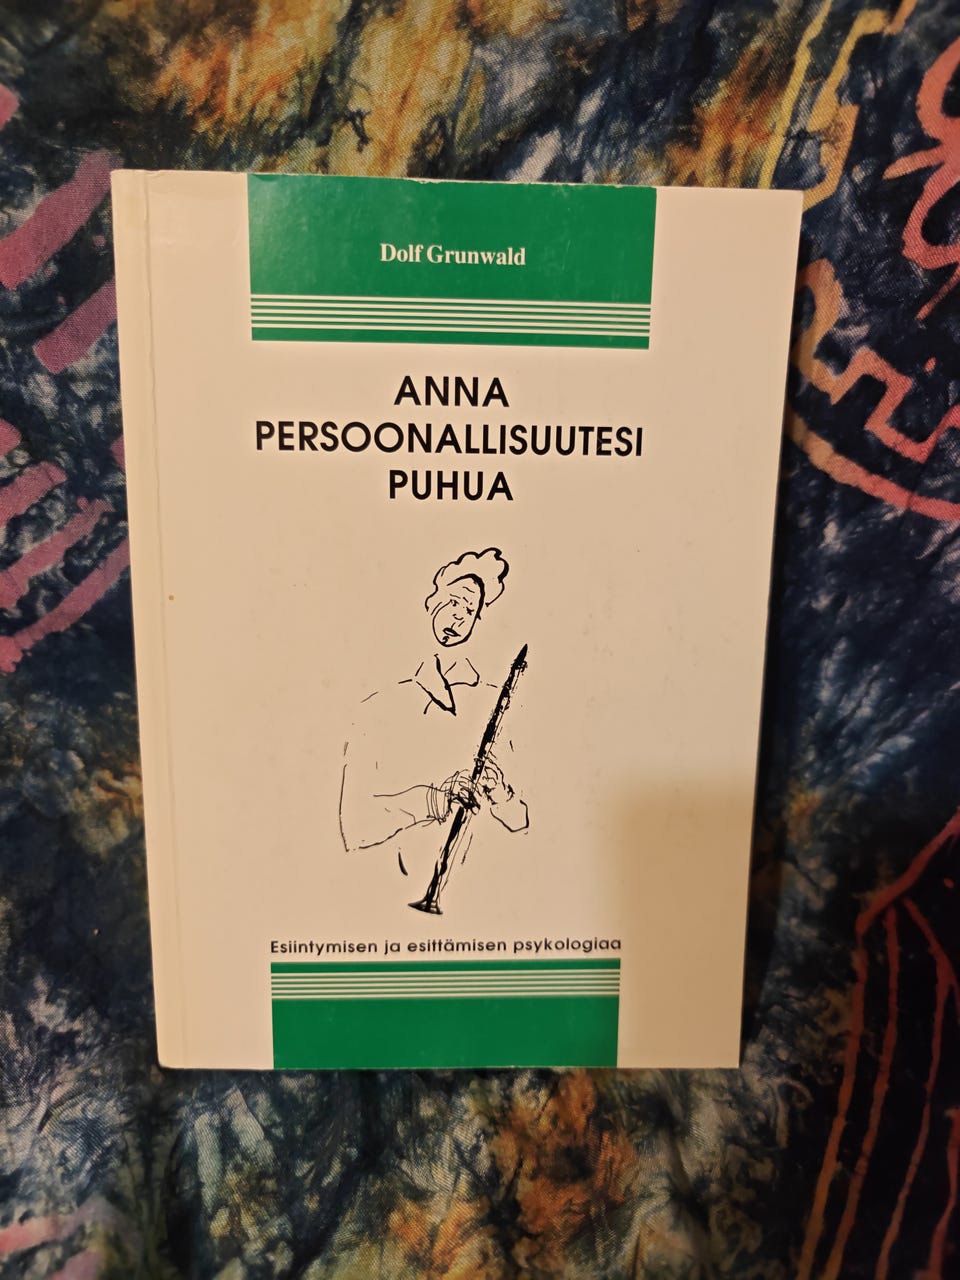 Dolf Grunwald
ANNA
PERSOONALLISUUTESI
PUHUA
Esiintymisen ja esittämisen psykologiaa